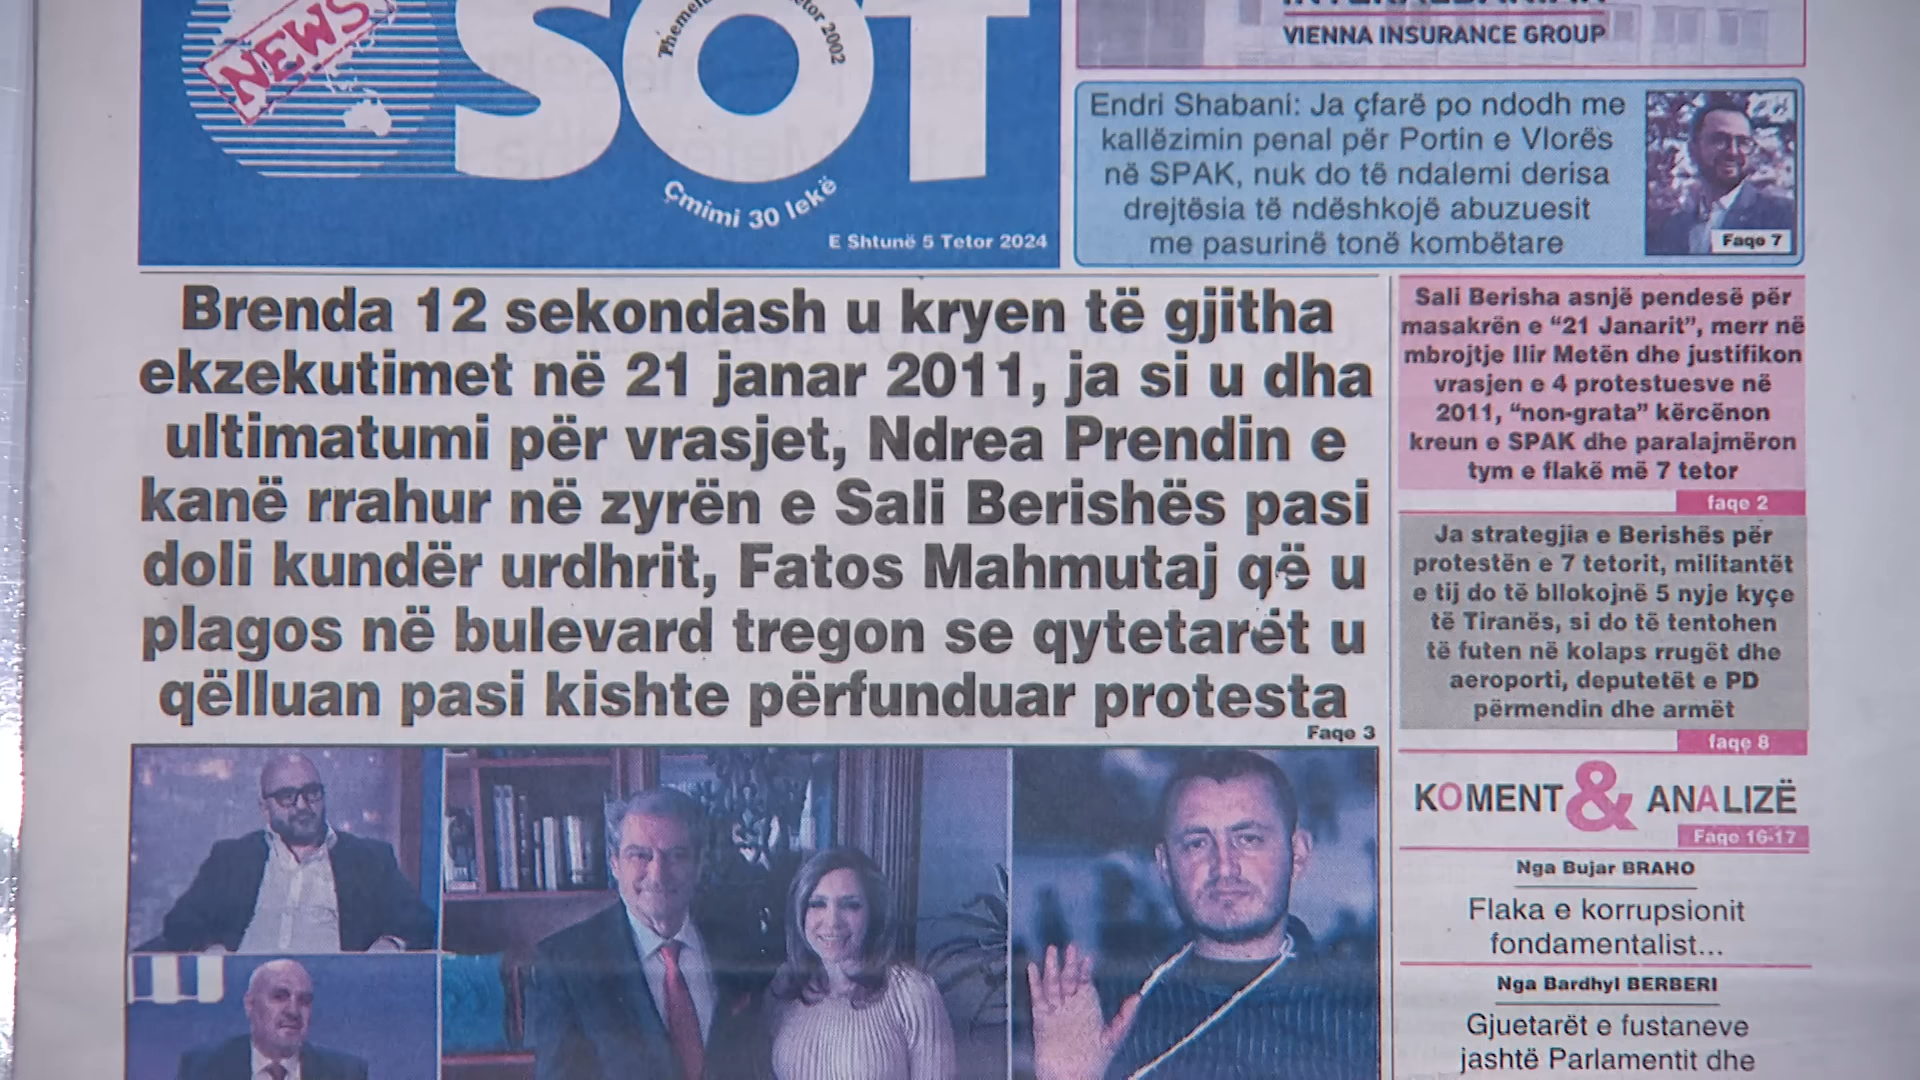 NEWS
SOT
Tetor 2002
Çmimi 30 lekë
E Shtunë 5 Tetor 2024
VIENNA INSURANCE GROUP
Endri Shabani: Ja çfarë po ndodh me
kallëzimin penal për Portin e Vlorës
në SPAK, nuk do të ndalemi derisa
drejtësia të ndëshkojë abuzuesit
me pasurinë tonë kombëtare
Faqe 7
Brenda 12 sekondash u kryen të gjitha
ekzekutimet në 21 janar 2011, ja si u dha
ultimatumi për vrasjet, Ndrea Prendin e
kanë rrahur në zyrën e Sali Berishës pasi
doli kundër urdhrit, Fatos Mahmutaj që u
plagos në bulevard tregon se qytetarët u
qëlluan pasi kishte përfunduar protesta
Faqe 3
Sali Berisha asnjë pendesë për
masakrën e “21 Janarit”, merr në
mbrojtje Ilir Metën dhe justifikon
vrasjen e 4 protestuesve në
2011, “non-grata” kërcënon
kreun e SPAK dhe paralajmëron
tym e flakë më 7 tetor
faqe 2
Ja strategjia e Berishës për
protestën e 7 tetorit, militantët
e tij do të bllokojnë 5 nyje kyçe
të Tiranës, si do të tentohen
të futen në kolaps rrugët dhe
aeroporti, deputetët e PD
përmendin dhe armët
faqe 8
KOMENT & ANALIZË
Faqe 16-17
Nga Bujar BRAHO
Flaka e korrupsionit
fondamentalist...
Nga Bardhyl BERBERI
Gjuetarët e fustaneve
jashtë Parlamentit dhe